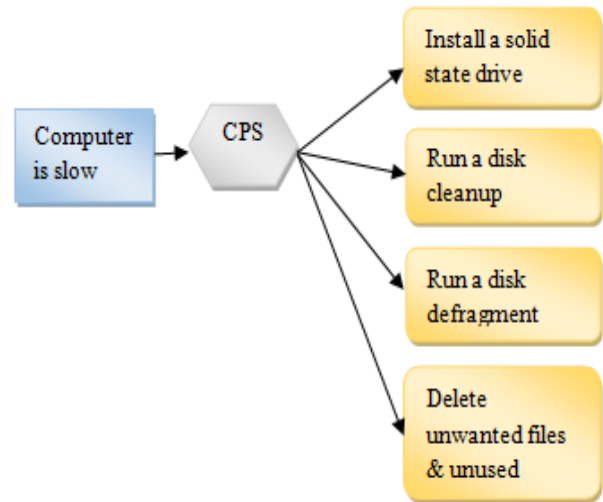 Computer
is slow
CPS
Install a solid
state drive
Run a disk
cleanup
Run a disk
defragment
Delete
unwanted files
& unused